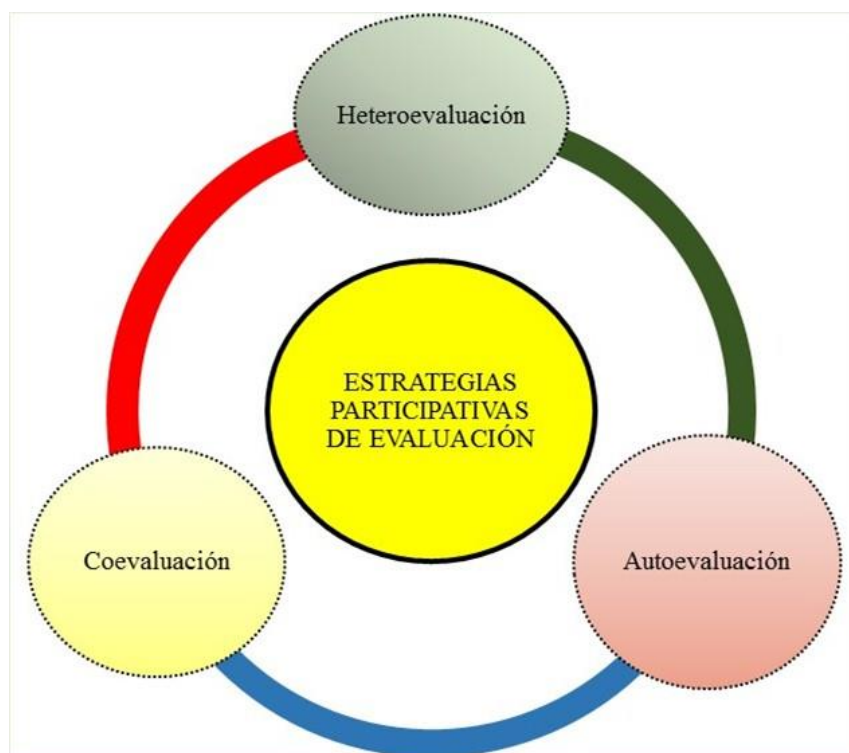 Heteroevaluación
ESTRATEGIAS
PARTICIPATIVAS
DE EVALUACIÓN
Coevaluación
Autoevaluación